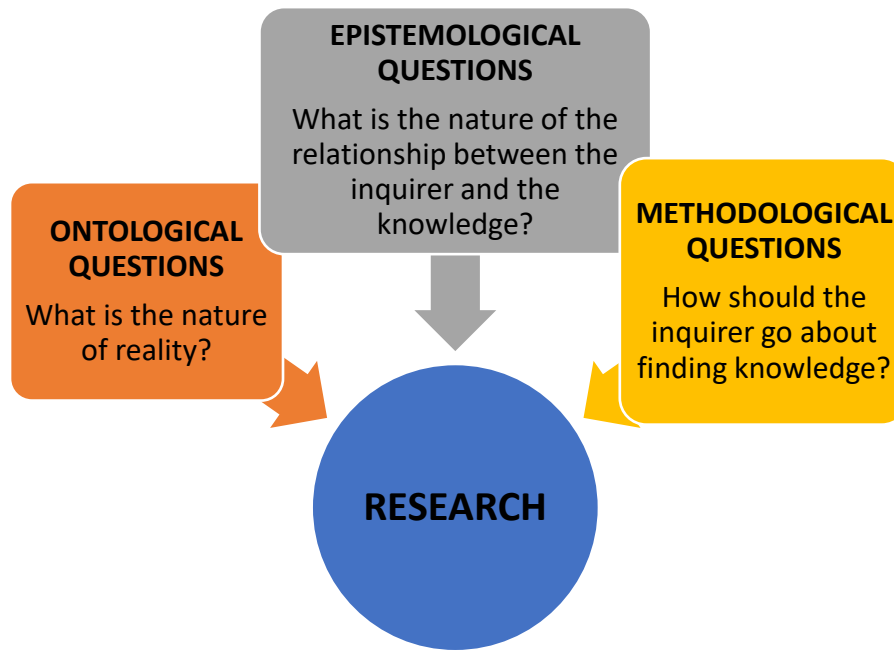 EPISTEMOLOGICAL
QUESTIONS
What is the nature of the
relationship between the
inquirer and the
knowledge?
ONTOLOGICAL
QUESTIONS
What is the nature
of reality?
METHODOLOGICAL
QUESTIONS
How should the
inquirer go about
finding knowledge?
RESEARCH